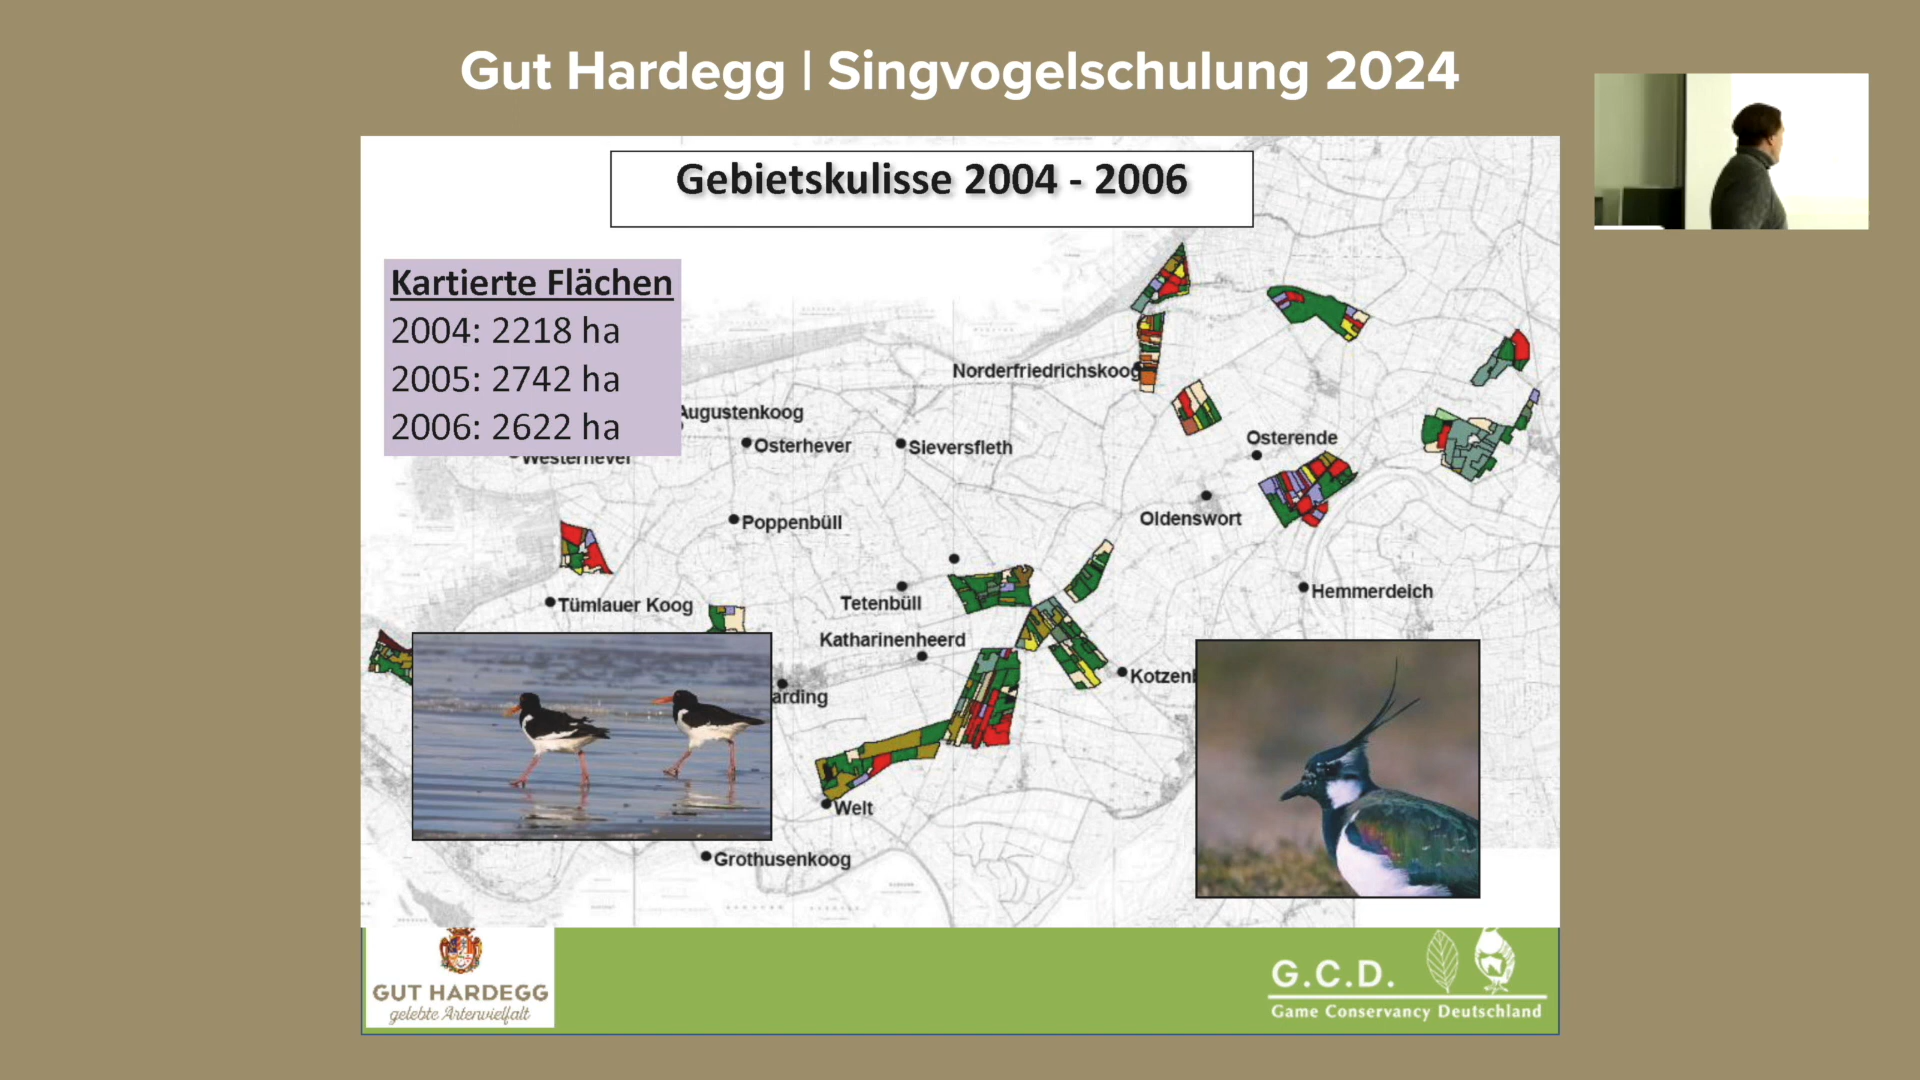 Gut Hardegg | Singvogelschulung 2024
Gebietskulisse 2004 - 2006
Kartierte Flächen
2004: 2218 ha
2005: 2742 ha
2006: 2622 ha
Norderfriedrichskoog
Augustenkoog
Osterhever
Sieversfleth
Osterende
Westerhever
Poppenbüll
Oldenswort
Tümlauer Koog
Tetenbüll
Hemmerdeich
Katharinenheerd
Kotzenb
arding
Welt
Grothusenkoog
GUT HARDEGG
gelebte Artenvielfalt
G.C.D.
Game Conservancy Deutschland